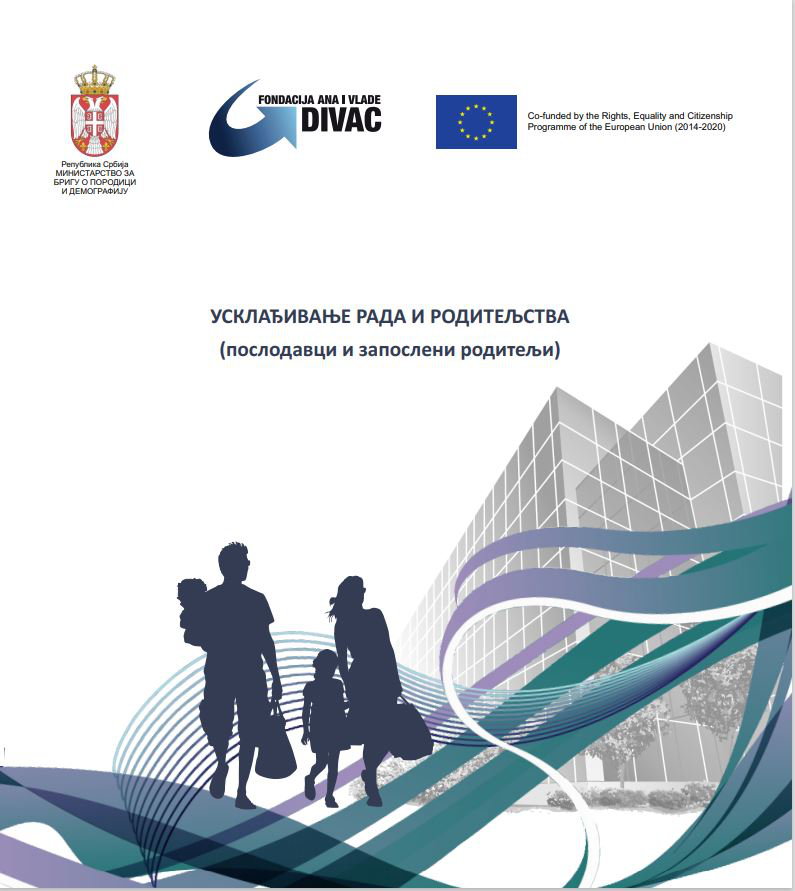 Република Србија
МИНИСТАРСТВО ЗА
БРИГУ О ПОРОДИЦИ
И ДЕМОГРАФИЈУ
FONDACIJA ANA I VLADE
DIVAC
Co-funded by the Rights, Equality and Citizenship
Programme of the European Union (2014-2020)
УСКЛАЂИВАЊЕ РАДА И РОДИТЕЉСТВА
(послодавци и запослени родитељи)